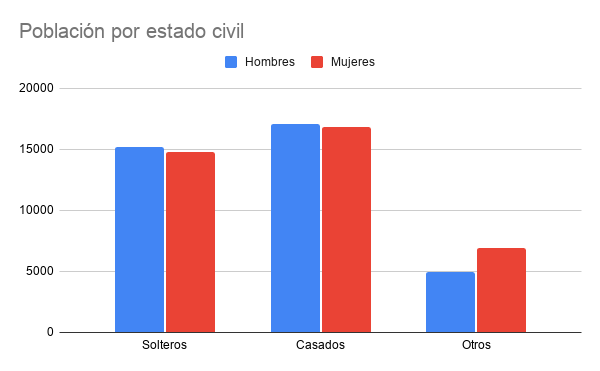 Población por estado civil
Hombres Mujeres
20000
15000
10000
5000
0
Solteros Casados Otros